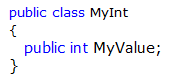 public class MyInt
{
public int MyValue;
}